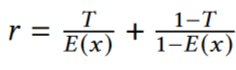 r = T/E(x) + 1−T/1−E(x)